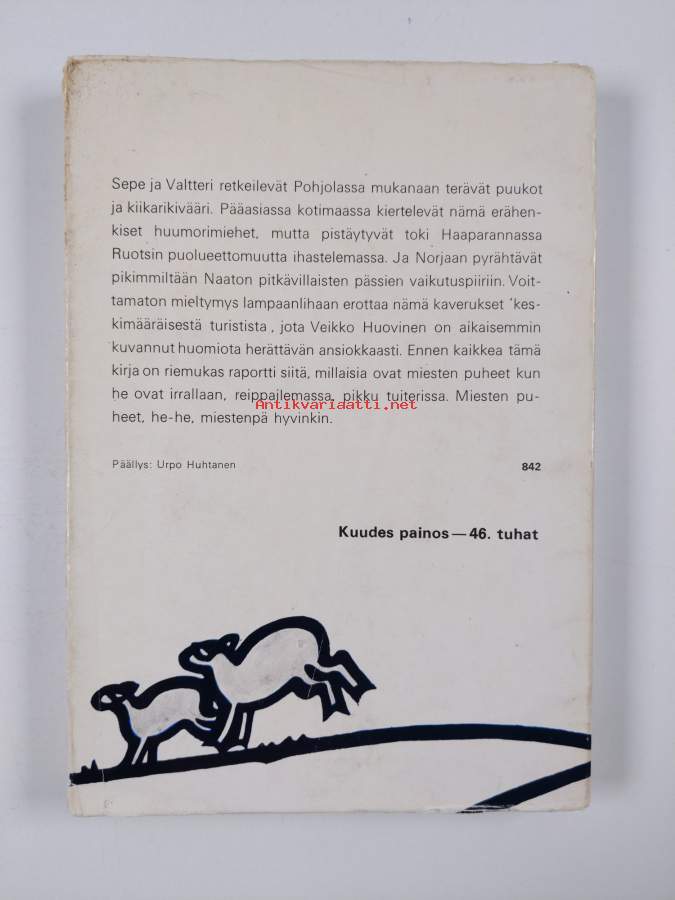 Sepe ja Valtteri retkeilevät Pohjolassa mukanaan terävät puukot
ja kiikarikivääri. Pääasiassa kotimaassa kiertelevät nämä erähen-
kiset huumorimiehet, mutta pistäytyvät toki Haaparannassa
Ruotsin puolueettomuutta ihastelemassa. Ja Norjaan pyrähtävät
pikimmiltään Naaton pitkävillaisten pässien vaikutuspiiriin. Voit-
tamaton mieltymys lampaanlihaan erottaa nämä kaverukset 'kes-
kimääräisestä turistista, jota Veikko Huovinen on aikaisemmin
kuvannut huomiota herättävän ansiokkaasti. Ennen kaikkea tämä
kirja on riemukas raportti siitä, millaisia ovat miesten puheet kun
he ovat irrallaan, reippailemassa, pikku tuiterissa. Miesten pu-
Antikvariaatti.net
heet, he-he, miestenpä hyvinkin.
Päällys: Urpo Huhtanen 842
Kuudes painos — 46. tuhat